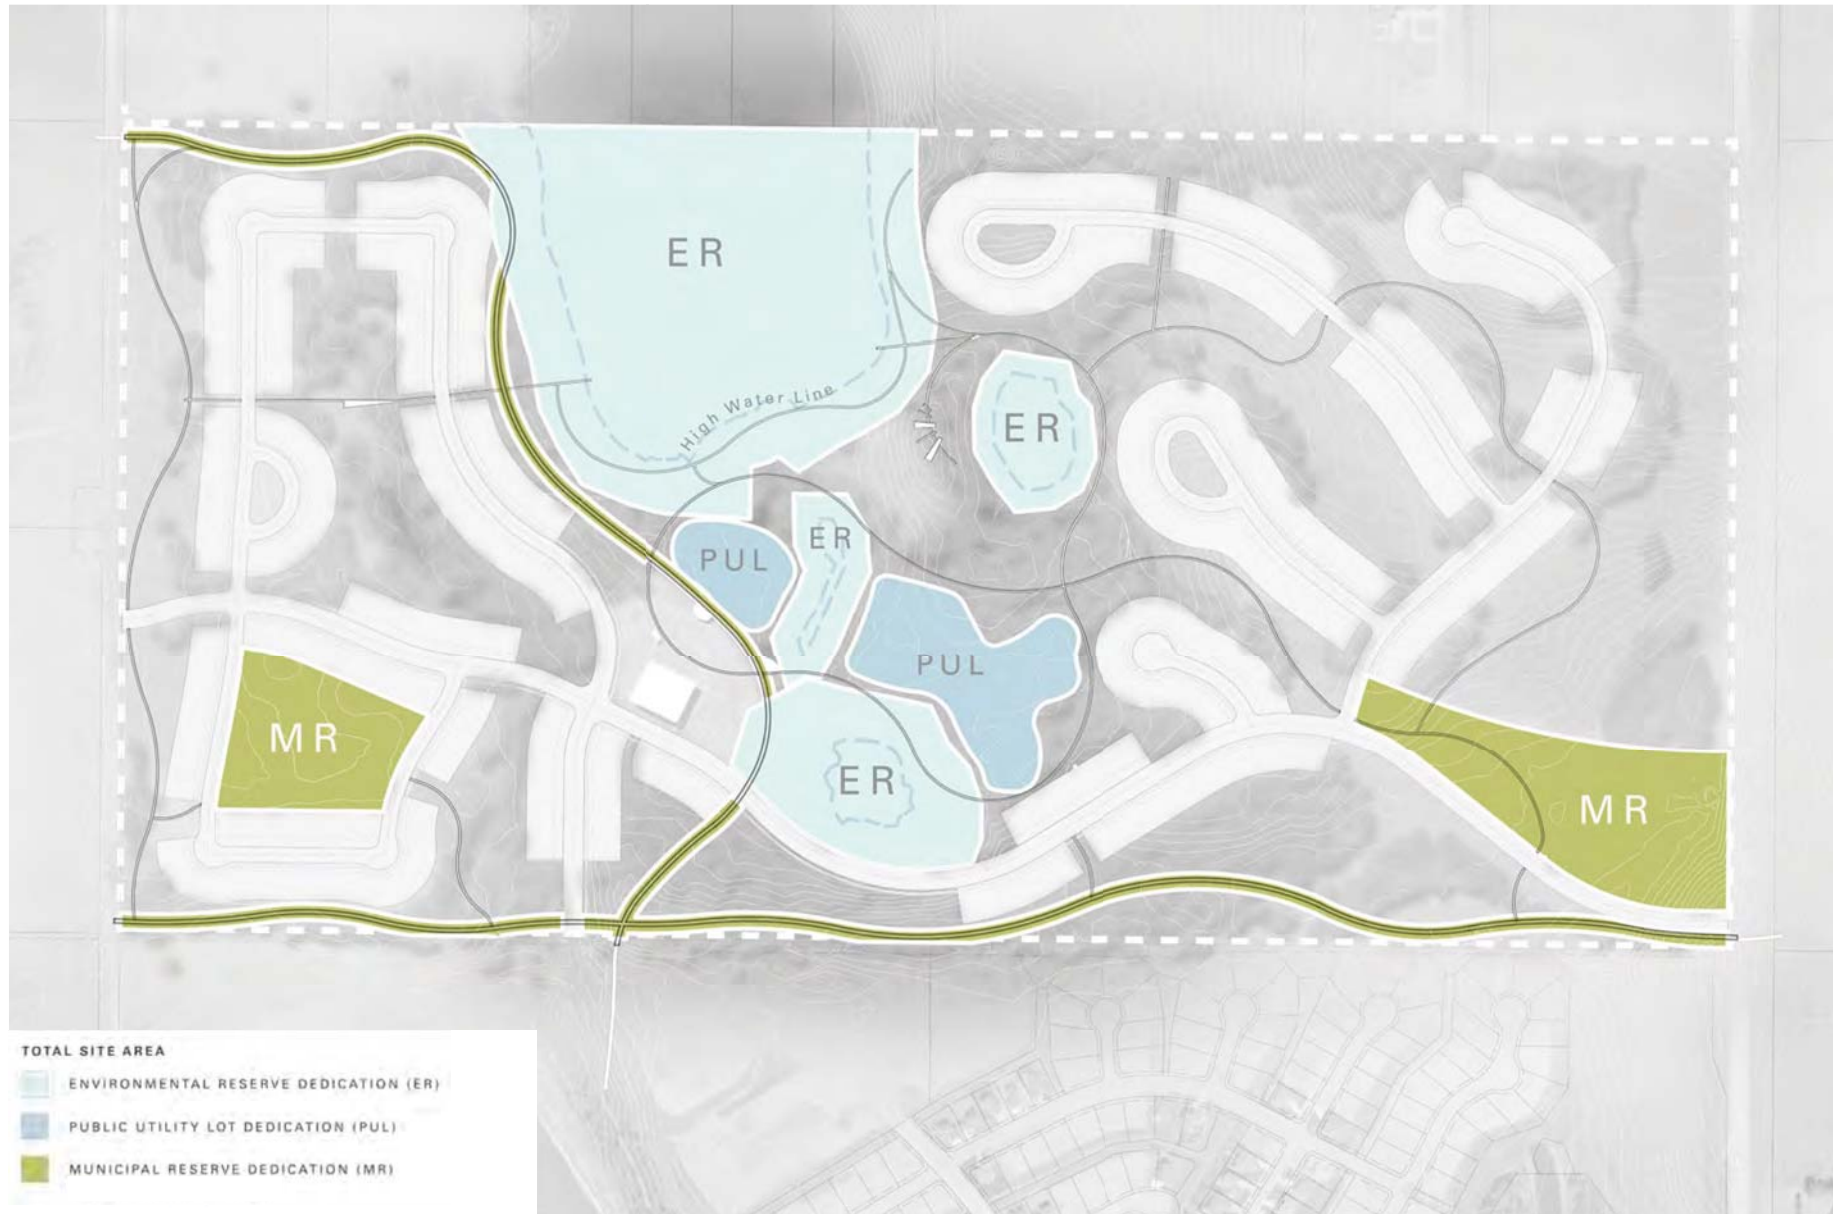 ER
High Water Line
ER
ER
PUL
PUL
MR
ER
MR
TOTAL SITE AREA
ENVIRONMENTAL RESERVE DEDICATION (ER)
PUBLIC UTILITY LOT DEDICATION (PUL)
MUNICIPAL RESERVE DEDICATION (MR)